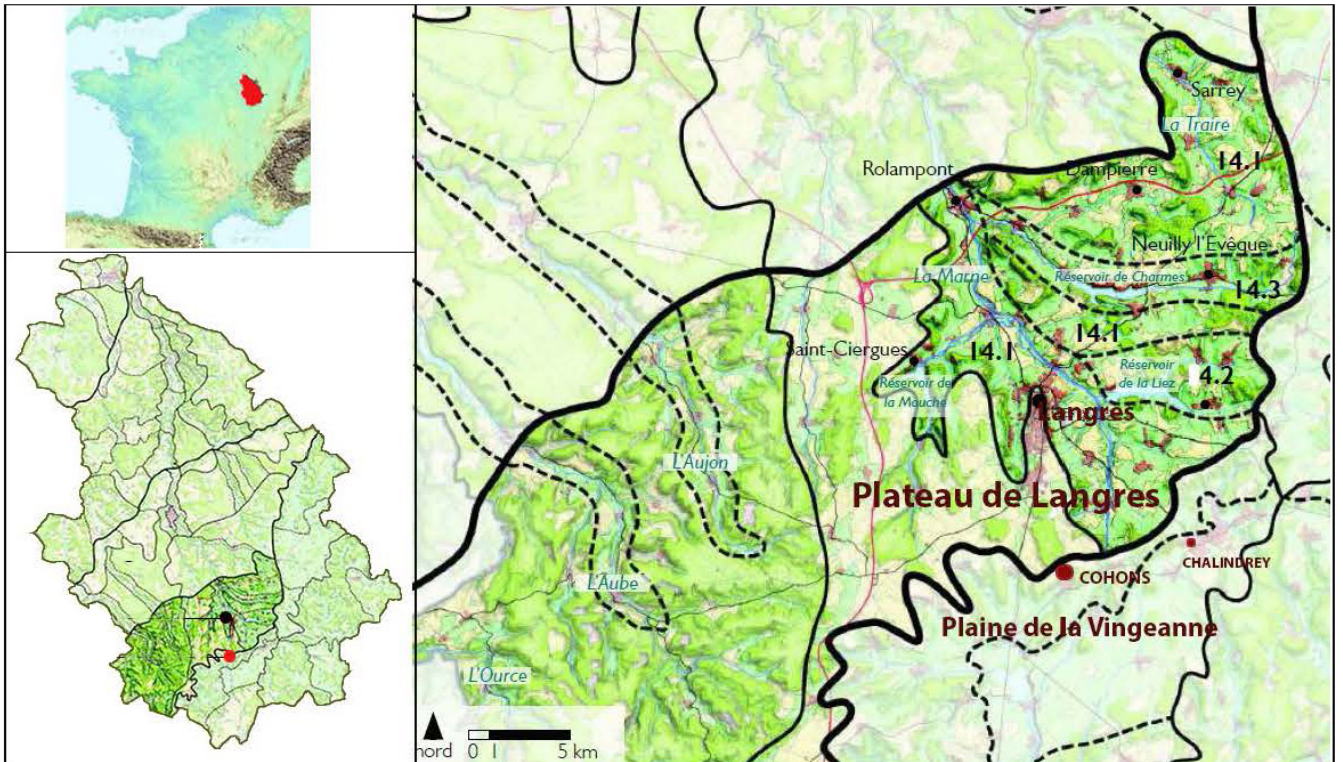 Sarrey
La Traire
14.1
Rolampont
Dampierre
Neuilly l'Evêque
La Marne
Réservoir de Charmes
14.3
14.1
Saint-Ciergues
14.1
Réservoir
de la Liez
4.2
Réservoir de
la Mouche
Langres
L'Aujon
Plateau de Langres
CHALINDREY
COHONS
L'Aube
Plaine de la Vingeanne
L'Ource
nord
0 1 5 km